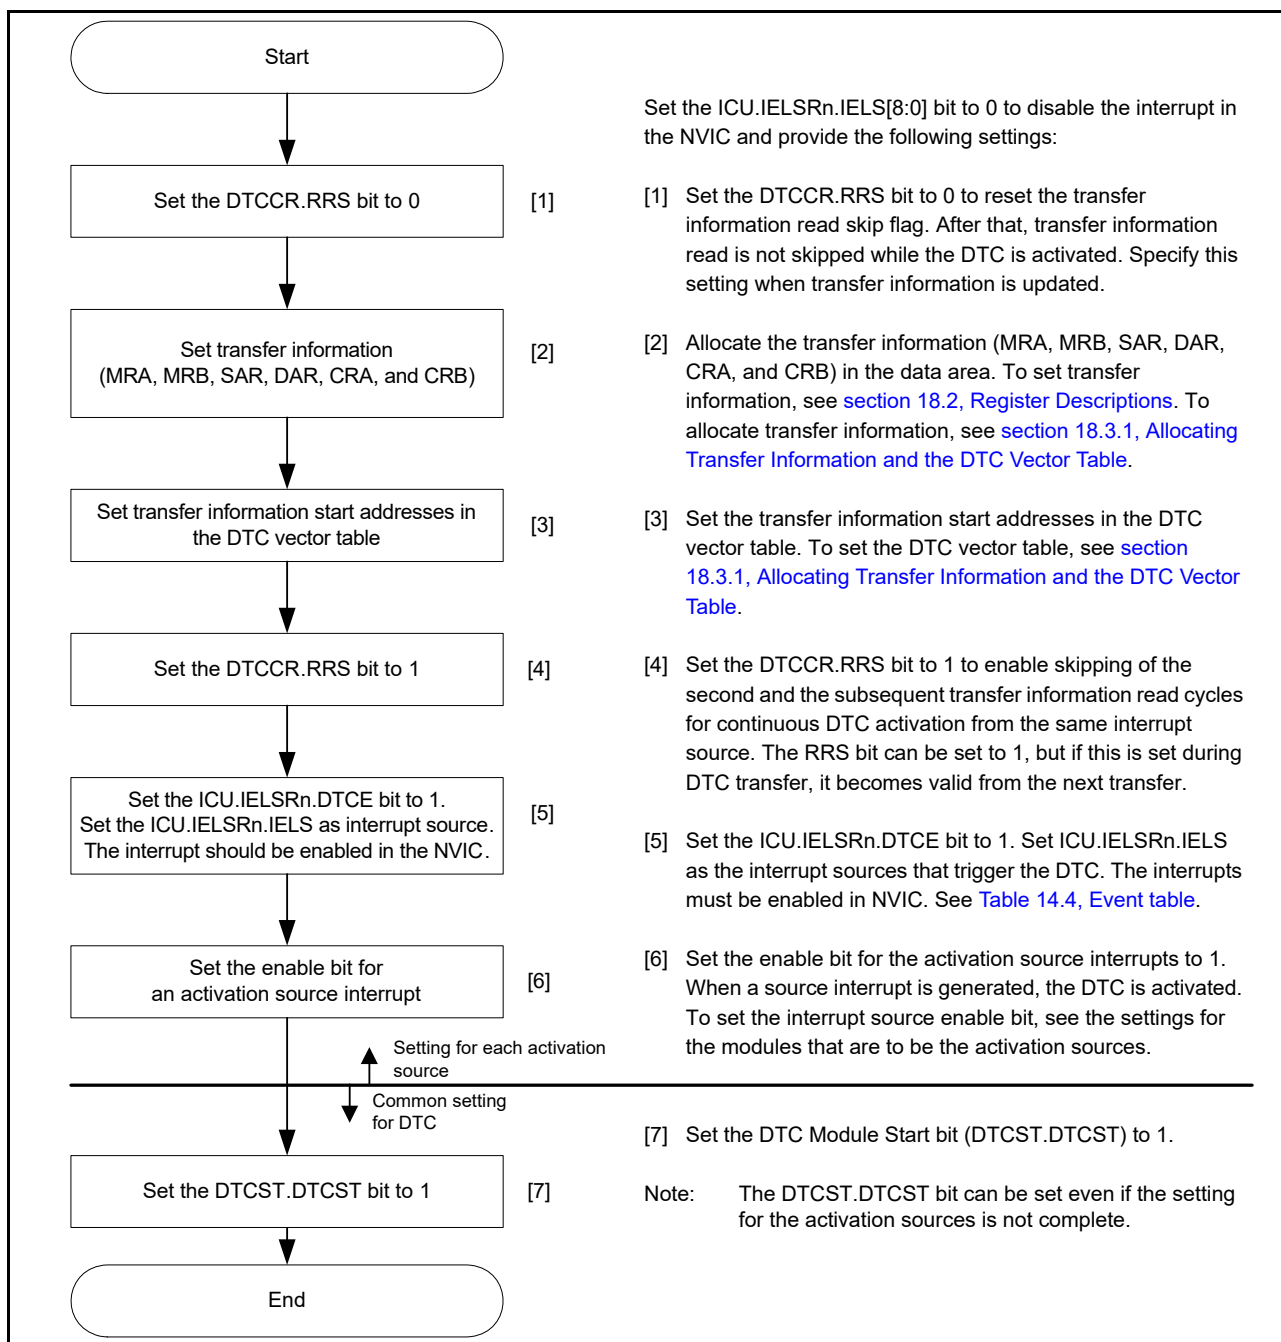 Start
Set the DTCCR.RRS bit to 0
[1]
Set transfer information
(MRA, MRB, SAR, DAR, CRA, and CRB)
[2]
Set transfer information start addresses in
the DTC vector table
[3]
Set the DTCCR.RRS bit to 1
[4]
Set the ICU.IELSRn.DTCE bit to 1.
Set the ICU.IELSRn.IELS as interrupt source.
The interrupt should be enabled in the NVIC.
[5]
Set the enable bit for
an activation source interrupt
[6]
Setting for each activation
source
Common setting
for DTC
Set the DTCST.DTCST bit to 1
[7]
End
Set the ICU.IELSRn.IELS[8:0] bit to 0 to disable the interrupt in
the NVIC and provide the following settings:
[1] Set the DTCCR.RRS bit to 0 to reset the transfer
information read skip flag. After that, transfer information
read is not skipped while the DTC is activated. Specify this
setting when transfer information is updated.
[2] Allocate the transfer information (MRA, MRB, SAR, DAR,
CRA, and CRB) in the data area. To set transfer
information, see section 18.2, Register Descriptions. To
allocate transfer information, see section 18.3.1, Allocating
Transfer Information and the DTC Vector Table.
[3] Set the transfer information start addresses in the DTC
vector table. To set the DTC vector table, see section
18.3.1, Allocating Transfer Information and the DTC Vector
Table.
[4] Set the DTCCR.RRS bit to 1 to enable skipping of the
second and the subsequent transfer information read cycles
for continuous DTC activation from the same interrupt
source. The RRS bit can be set to 1, but if this is set during
DTC transfer, it becomes valid from the next transfer.
[5] Set the ICU.IELSRn.DTCE bit to 1. Set ICU.IELSRn.IELS
as the interrupt sources that trigger the DTC. The interrupts
must be enabled in NVIC. See Table 14.4, Event table.
[6] Set the enable bit for the activation source interrupts to 1.
When a source interrupt is generated, the DTC is activated.
To set the interrupt source enable bit, see the settings for
the modules that are to be the activation sources.
[7] Set the DTC Module Start bit (DTCST.DTCST) to 1.
Note: The DTCST.DTCST bit can be set even if the setting
for the activation sources is not complete.